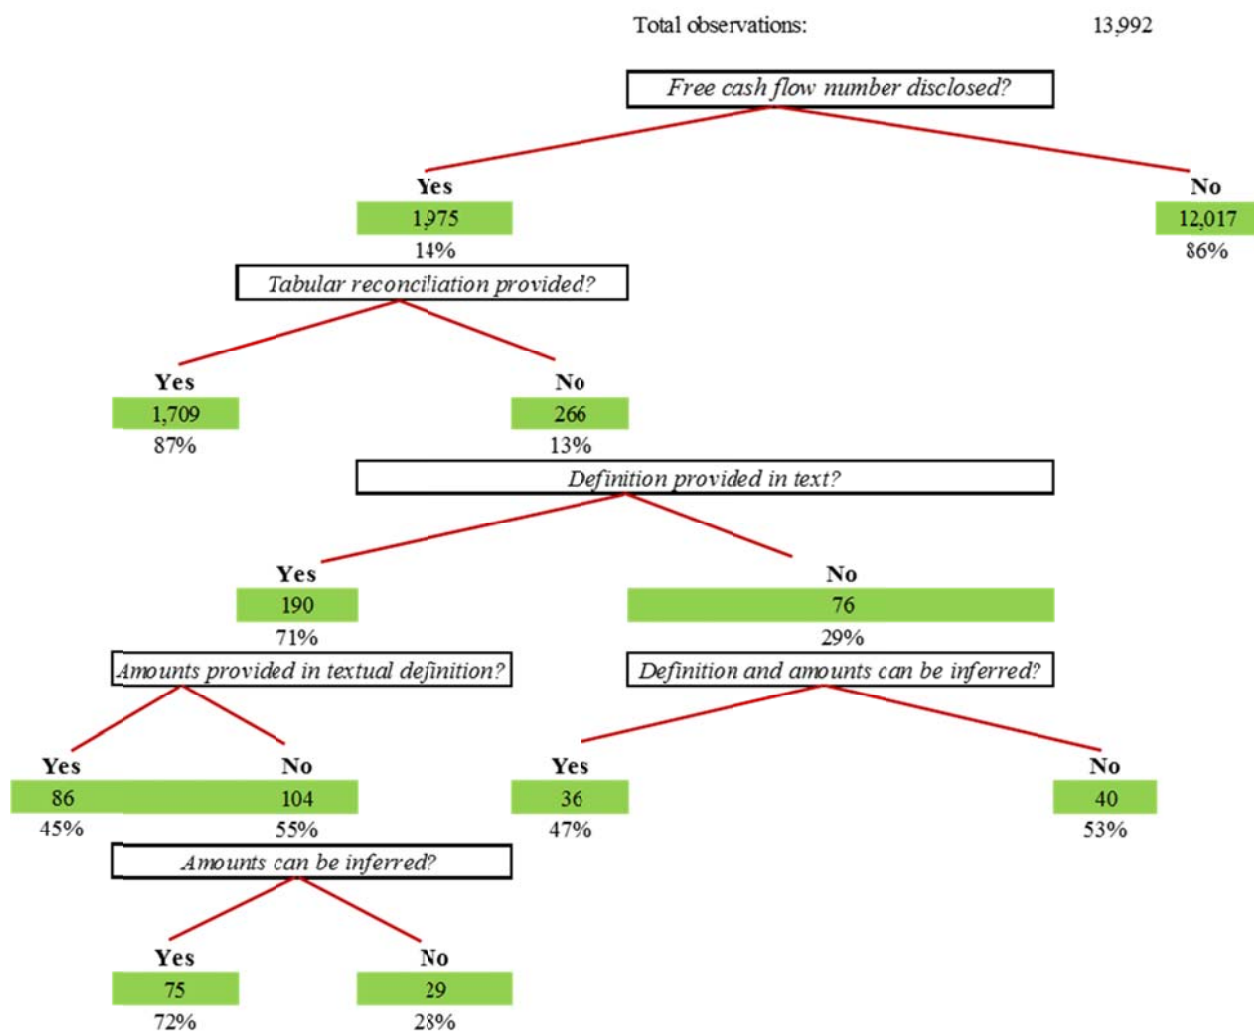 Total observations: 13,992
Free cash flow number disclosed?
Yes No
1,975 12,017
14% 86%
Tabular reconciliation provided?
Yes No
1,709 266
87% 13%
Definition provided in text?
Yes No
190 76
71% 29%
Amounts provided in textual definition? Definition and amounts can be inferred?
Yes No Yes No
86 104 36 40
45% 55% 47% 53%
Amounts can be inferred?
Yes No
75 29
72% 28%